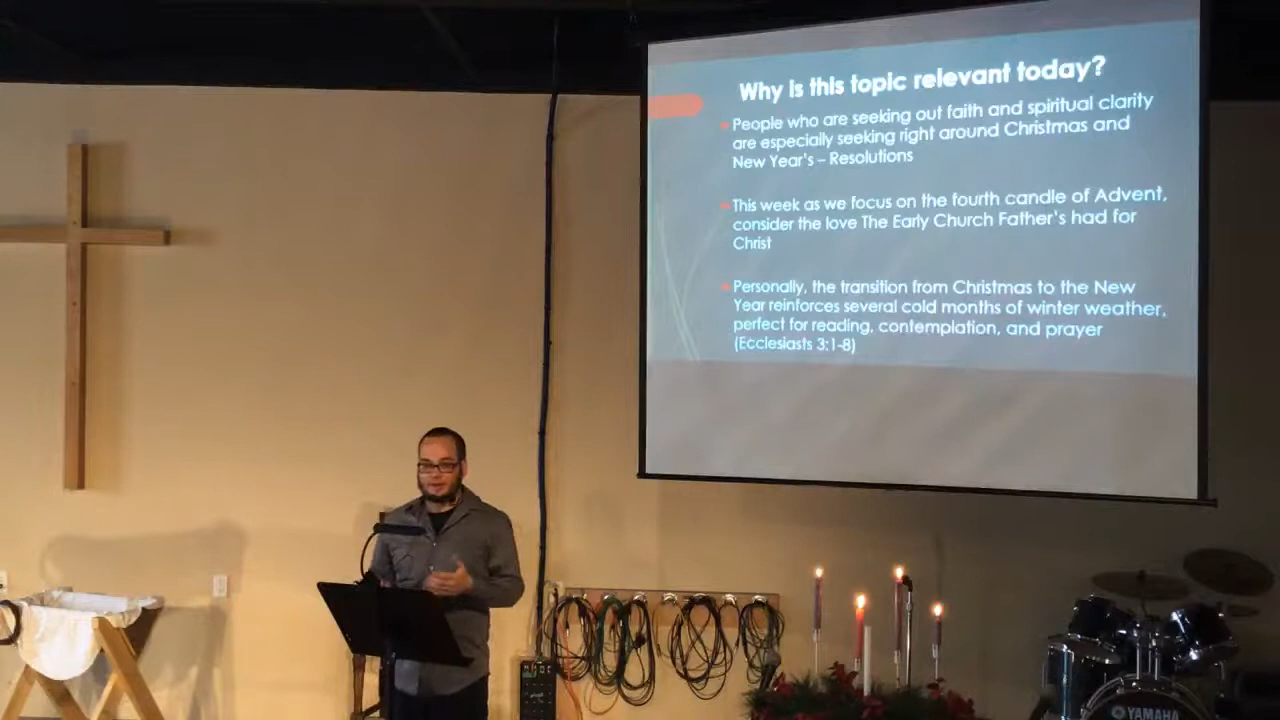 Why is this topic relevant today?
People who are seeking out faith and spiritual clarity
are especially seeking right around Christmas and
New Year's – Resolutions
This week as we focus on the fourth candle of Advent,
consider the love The Early Church Father's had for
Christ
Personally, the transition from Christmas to the New
Year reinforces several cold months of winter weather,
perfect for reading, contemplation, and prayer
(Ecclesiasts 3:1-8)
YAMAHA